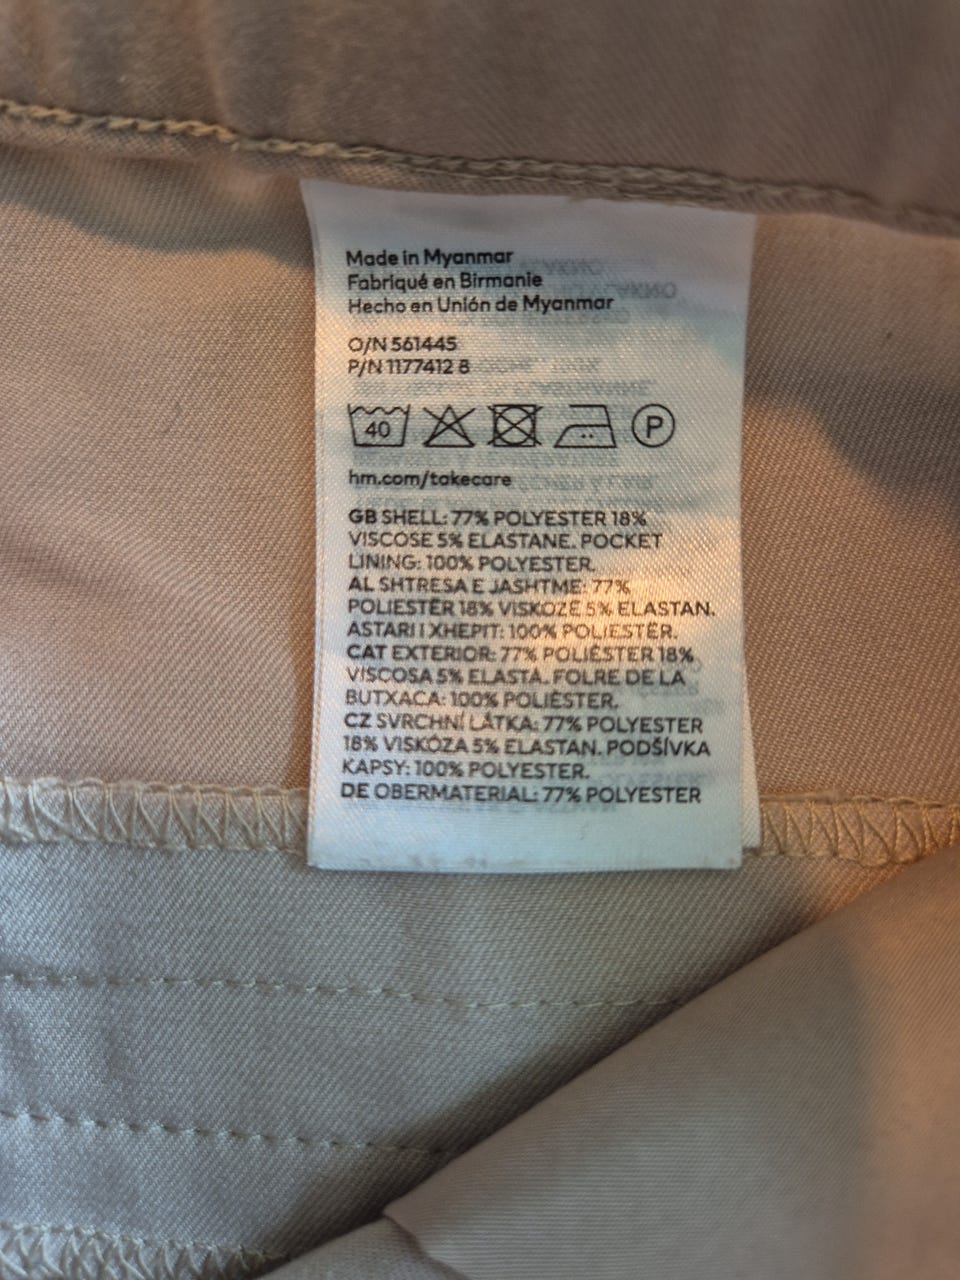 Made in Myanmar
Fabriqué en Birmanie
Hecho en Unión de Myanmar
O/N 561445
P/N 1177412 8
40 P
hm.com/takecare
GB SHELL: 77% POLYESTER 18%
VISCOSE 5% ELASTANE. POCKET
LINING: 100% POLYESTER.
AL SHTRESA E JASHTME: 77%
POLIESTËR 18% VISKOZË 5% ELASTAN.
ASTARI I XHEPIT: 100% POLIESTËR.
CAT EXTERIOR: 77% POLIÈSTER 18%
VISCOSA 5% ELASTÀ. FOLRE DE LA
BUTXACA: 100% POLIÈSTER.
CZ SVRCHNÍ LÁTKA: 77% POLYESTER
18% VISKÓZA 5% ELASTAN. PODŠÍVKA
KAPSY: 100% POLYESTER.
DE OBERMATERIAL: 77% POLYESTER